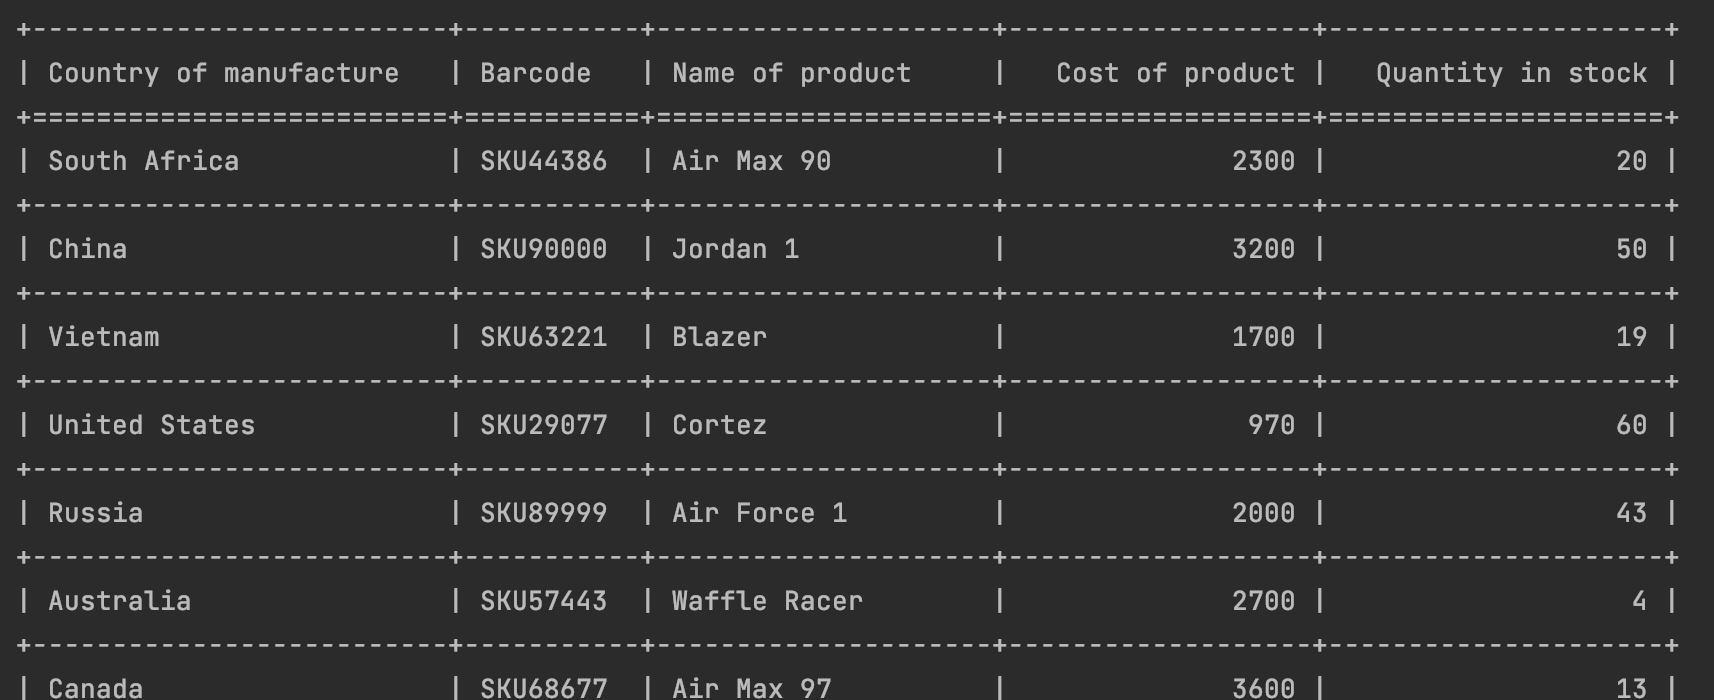 +--------------------------+-----------+---------------------+-------------------+---------------------+
| Country of manufacture   | Barcode   | Name of product     |   Cost of product |   Quantity in stock |
+==========================+===========+=====================+===================+=====================+
| South Africa             | SKU44386  | Air Max 90          |              2300 |                  20 |
+--------------------------+-----------+---------------------+-------------------+---------------------+
| China                    | SKU90000  | Jordan 1            |              3200 |                  50 |
+--------------------------+-----------+---------------------+-------------------+---------------------+
| Vietnam                  | SKU63221  | Blazer              |              1700 |                  19 |
+--------------------------+-----------+---------------------+-------------------+---------------------+
| United States            | SKU29077  | Cortez              |               970 |                  60 |
+--------------------------+-----------+---------------------+-------------------+---------------------+
| Russia                   | SKU89999  | Air Force 1         |              2000 |                  43 |
+--------------------------+-----------+---------------------+-------------------+---------------------+
| Australia                | SKU57443  | Waffle Racer        |              2700 |                   4 |
+--------------------------+-----------+---------------------+-------------------+---------------------+
| Canada                   | SKU68677  | Air Max 97          |              3600 |                  13 |